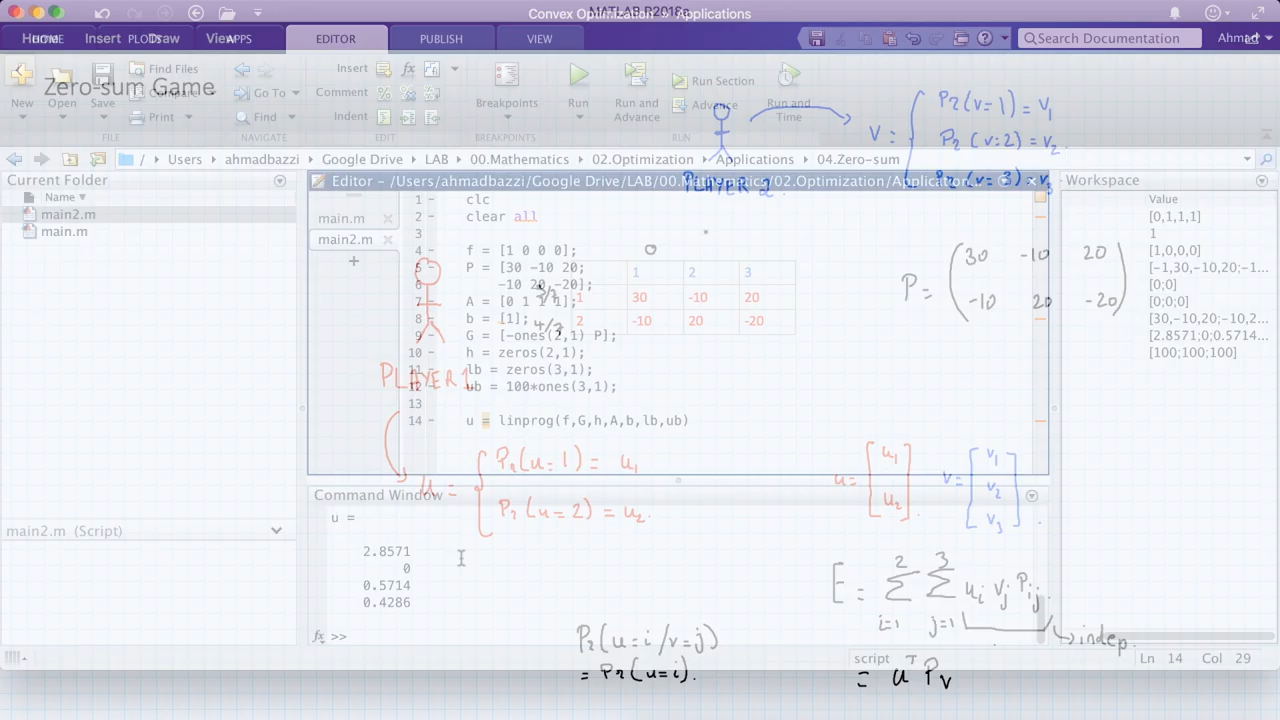 Convex Optimization » Applications
MATLAB R2018a
Home Insert Draw View
HOME PLOTS APPS EDITOR PUBLISH VIEW
Search Documentation
Ahmad
Zero-sum Game
New Open Save
Find Files
Compare
Print
Go To
Find
Insert
Comment
Indent
Breakpoints
Run
Run and Advance
Run Section
Advance
Run and Time
FILE NAVIGATE EDIT BREAKPOINTS RUN
/ Users ahmadbazzi Google Drive LAB 00.Mathematics 02.Optimization Applications 04.Zero-sum
Current Folder
Name
main2.m
main.m
main2.m (Script)
Editor - /Users/ahmadbazzi/Google Drive/LAB/00.Mathematics/02.Optimization/Application
main.m
main2.m
1 clc
2 clear all
3
4 f = [1 0 0 0];
5 P = [30 -10 20;
6 -10 20 -20];
7 A = [0 1 1 1];
8 b = [1];
9 G = [-ones(2,1) P];
10 h = zeros(2,1);
11 lb = zeros(3,1);
12 ub = 100*ones(3,1);
13
14 u = linprog(f,G,h,A,b,lb,ub)
Workspace
Value
[0,1,1,1]
1
[1,0,0,0]
[-1,30,-10,20;-1...
[0;0]
[0;0;0]
[30,-10,20;-10,2...
[2.8571;0;0.5714...
[100;100;100]
Command Window
u =
2.8571
0
0.5714
0.4286
fx >>
script Ln 14 Col 29
PLAYER 2
V = { Pr(v=1) = v1
Pr(v=2) = v2
Pr(v=3) = v3
1 2 3
1 30 -10 20
2 -10 20 -20
P = ( 30 -10 20
-10 20 -20 )
PLAYER 1
u = { Pr(u=1) = u1
Pr(u=2) = u2
u = [ u1 u2 ]
v = [ v1 v2 v3 ]
E = Σ i=1 2 Σ j=1 3 ui vj Pij
indep.
Pr(u=i/v=j)
= Pr(u=i).
= uᵀ P v